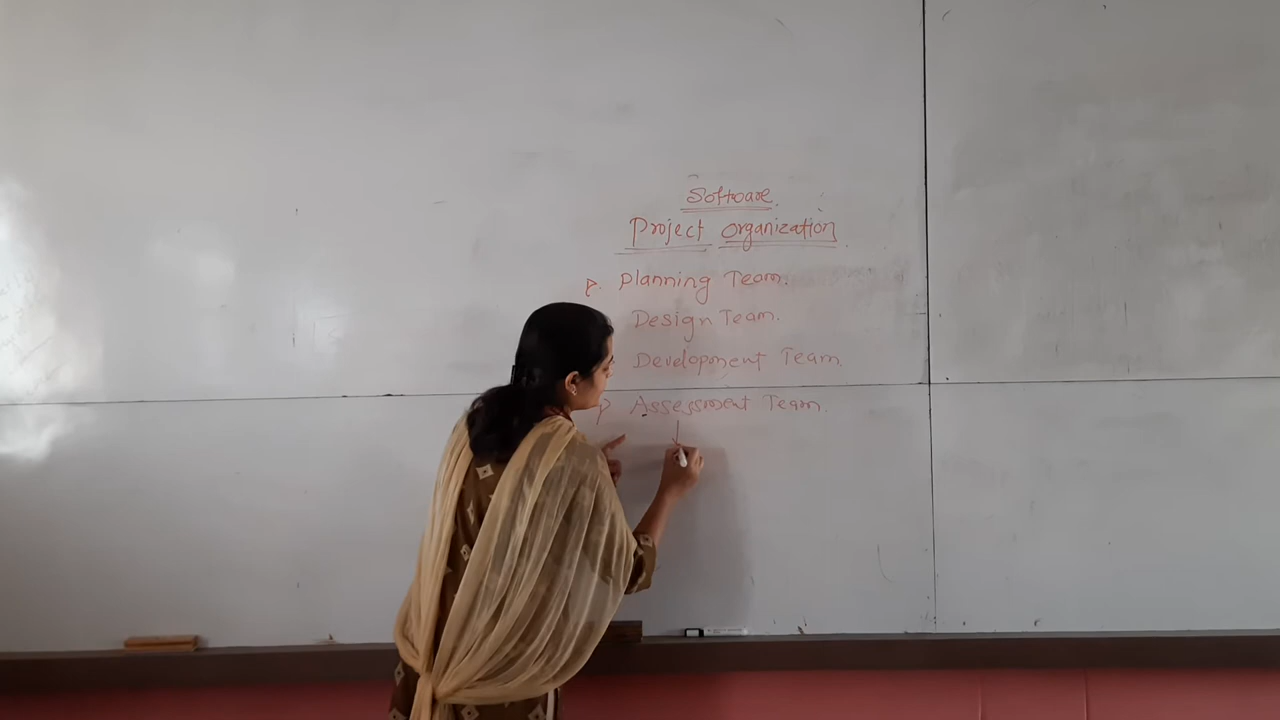 Software
Project Organization
Planning Team.
Design Team.
Development Team.
Assessment Team.